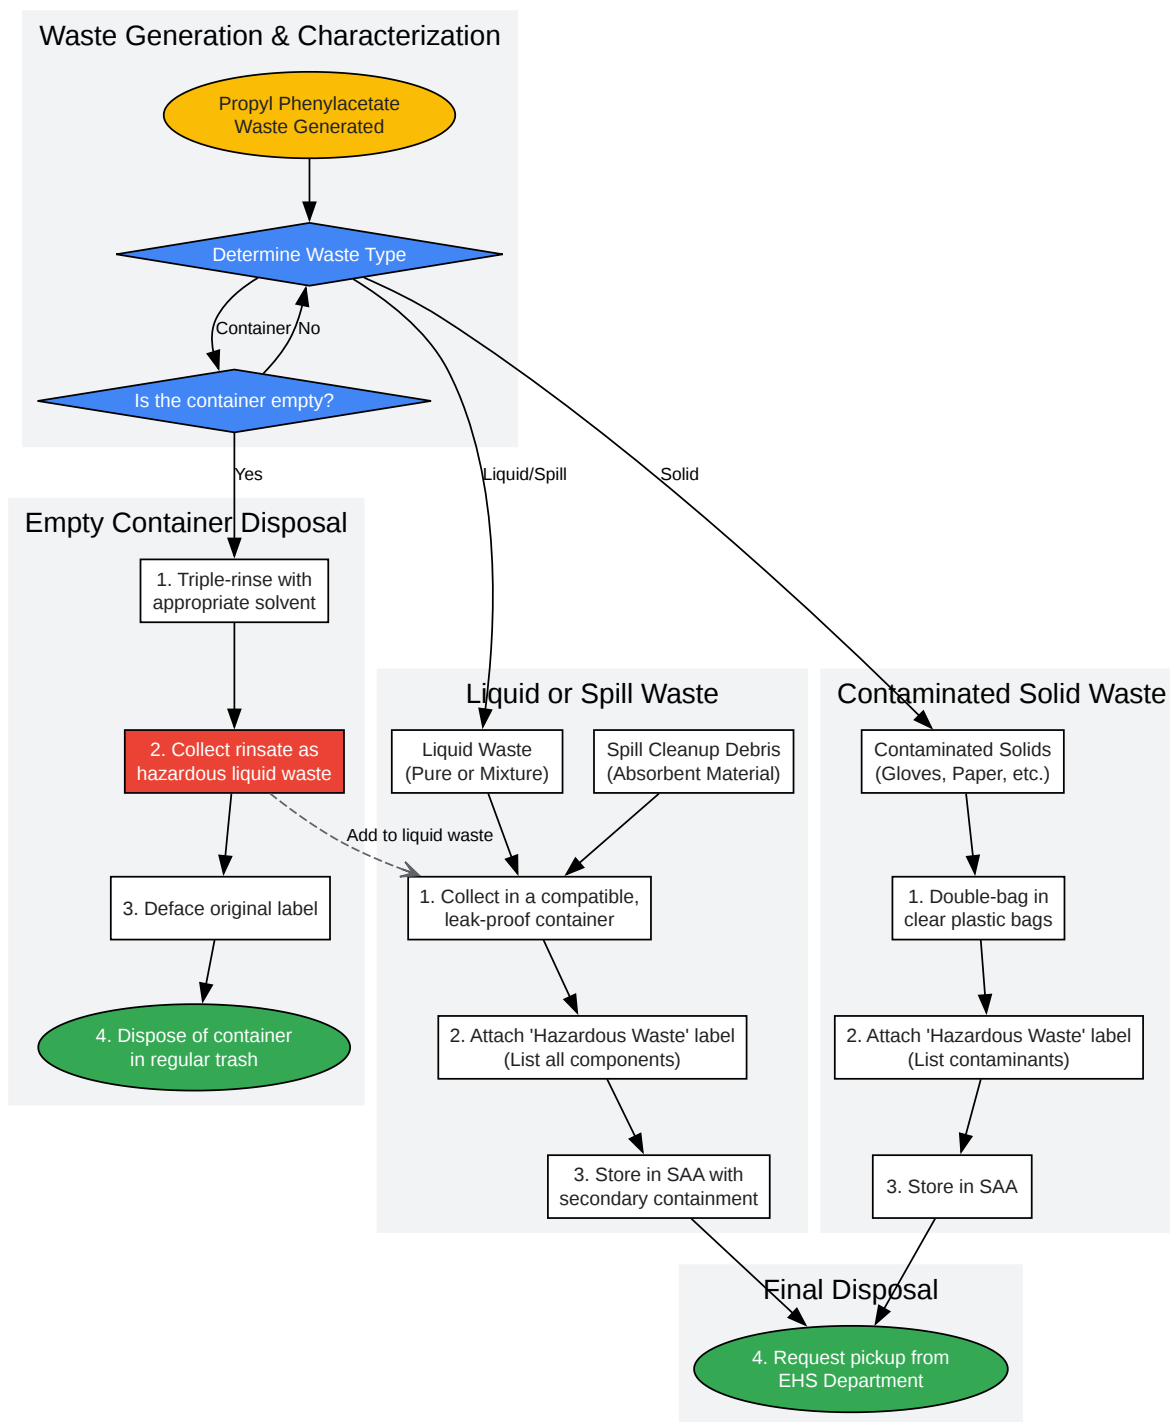 Waste Generation & Characterization
Propyl Phenylacetate
Waste Generated
Determine Waste Type
Container
No
Is the container empty?
Yes
Liquid/Spill
Solid
Empty Container Disposal
1. Triple-rinse with
appropriate solvent
2. Collect rinsate as
hazardous liquid waste
Add to liquid waste
3. Deface original label
4. Dispose of container
in regular trash
Liquid or Spill Waste
Liquid Waste
(Pure or Mixture)
Spill Cleanup Debris
(Absorbent Material)
1. Collect in a compatible,
leak-proof container
2. Attach 'Hazardous Waste' label
(List all components)
3. Store in SAA with
secondary containment
Contaminated Solid Waste
Contaminated Solids
(Gloves, Paper, etc.)
1. Double-bag in
clear plastic bags
2. Attach 'Hazardous Waste' label
(List contaminants)
3. Store in SAA
Final Disposal
4. Request pickup from
EHS Department